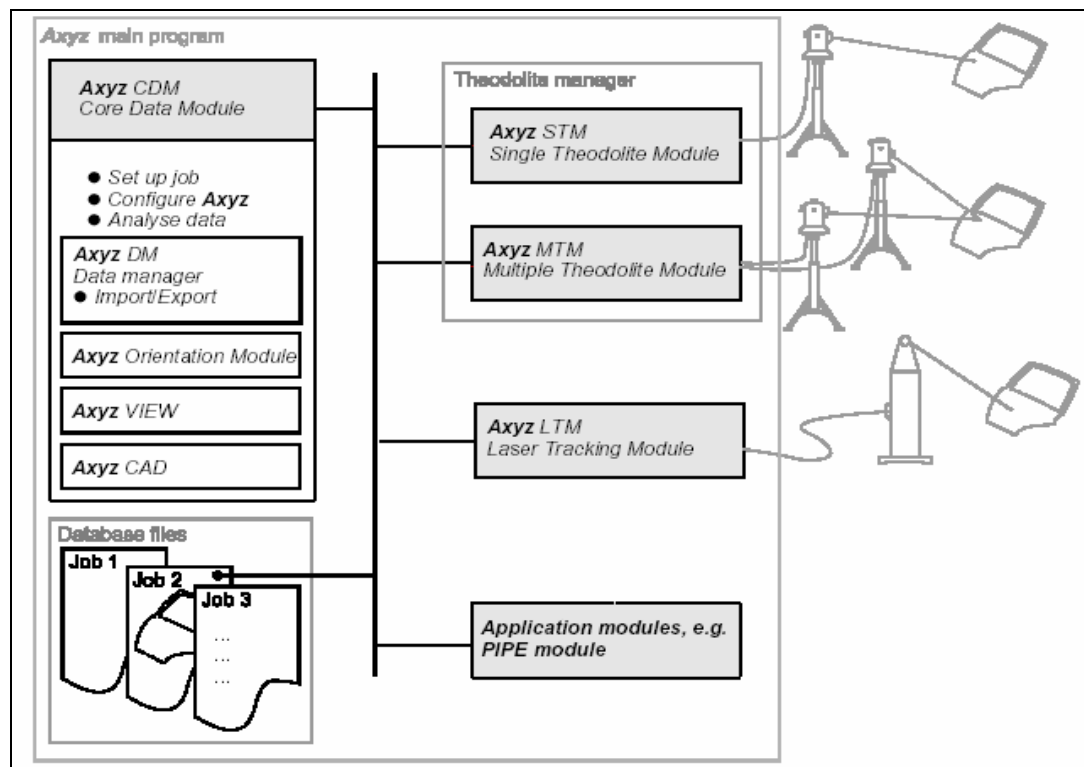 Axyz main program
Axyz CDM
Core Data Module
● Set up job
● Configure Axyz
● Analyse data
Axyz DM
Data manager
● Import/Export
Axyz Orientation Module
Axyz VIEW
Axyz CAD
Database files
Job 1
Job 2
Job 3
...
...
...
Theodolite manager
Axyz STM
Single Theodolite Module
Axyz MTM
Multiple Theodolite Module
Axyz LTM
Laser Tracking Module
Application modules, e.g.
PIPE module